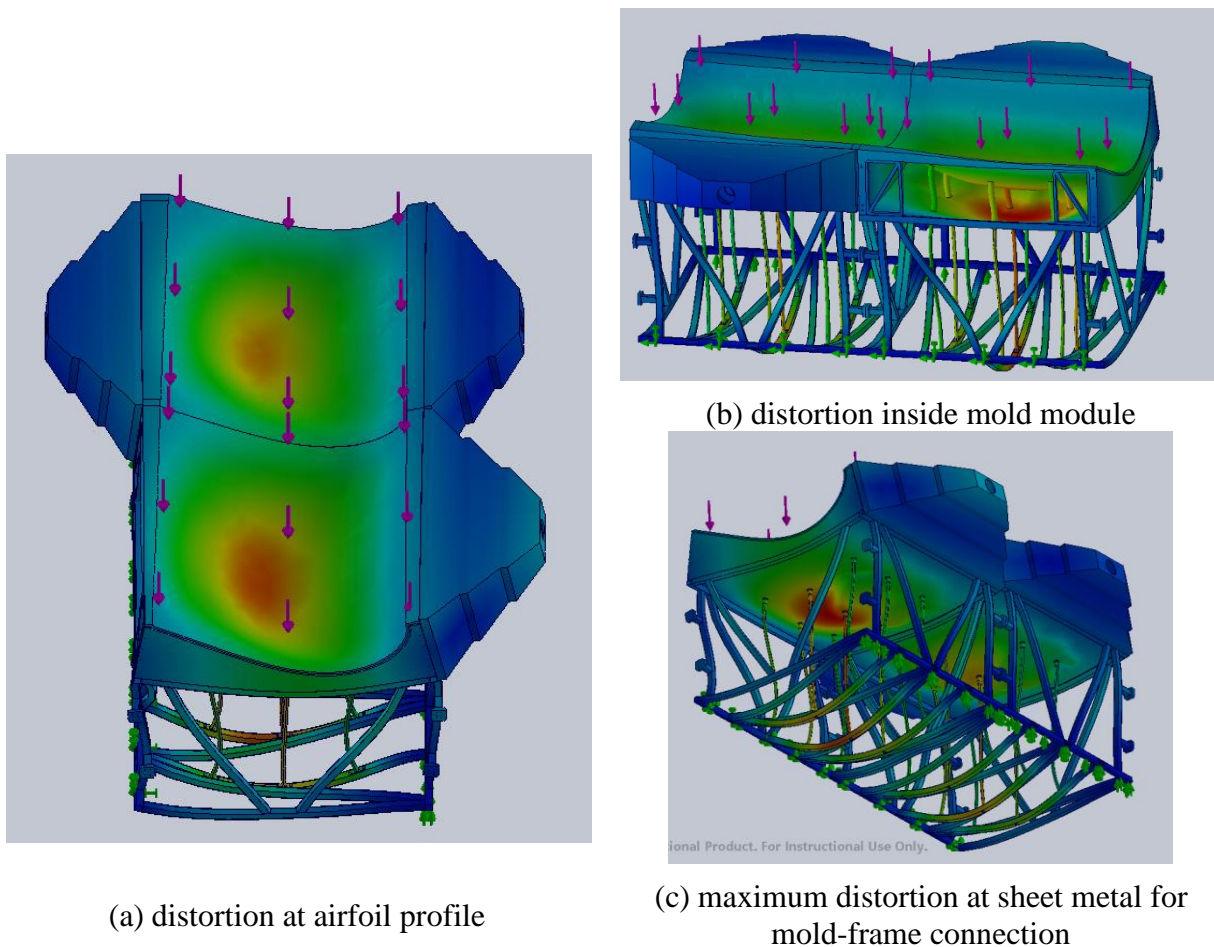 (b) distortion inside mold module
ional Product. For Instructional Use Only.
(a) distortion at airfoil profile
(c) maximum distortion at sheet metal for
mold-frame connection